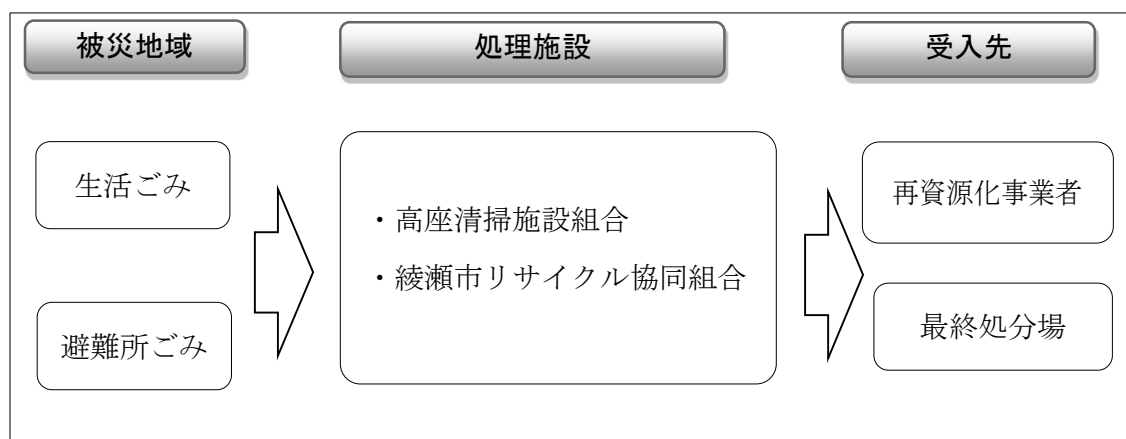 被災地域
処理施設
受入先
生活ごみ
避難所ごみ
・高座清掃施設組合
・綾瀬市リサイクル協同組合
再資源化事業者
最終処分場